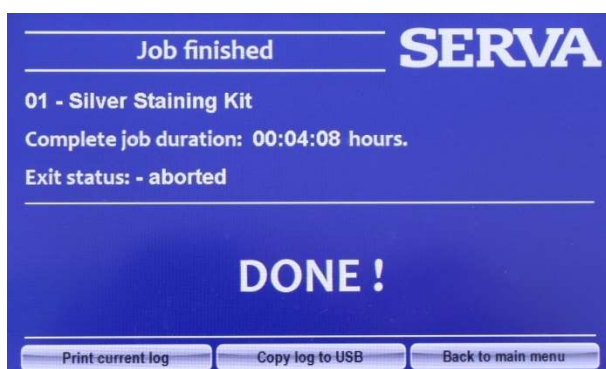 Job finished
SERVA
01 - Silver Staining Kit
Complete job duration: 00:04:08 hours.
Exit status: - aborted
DONE !
Print current log
Copy log to USB
Back to main menu